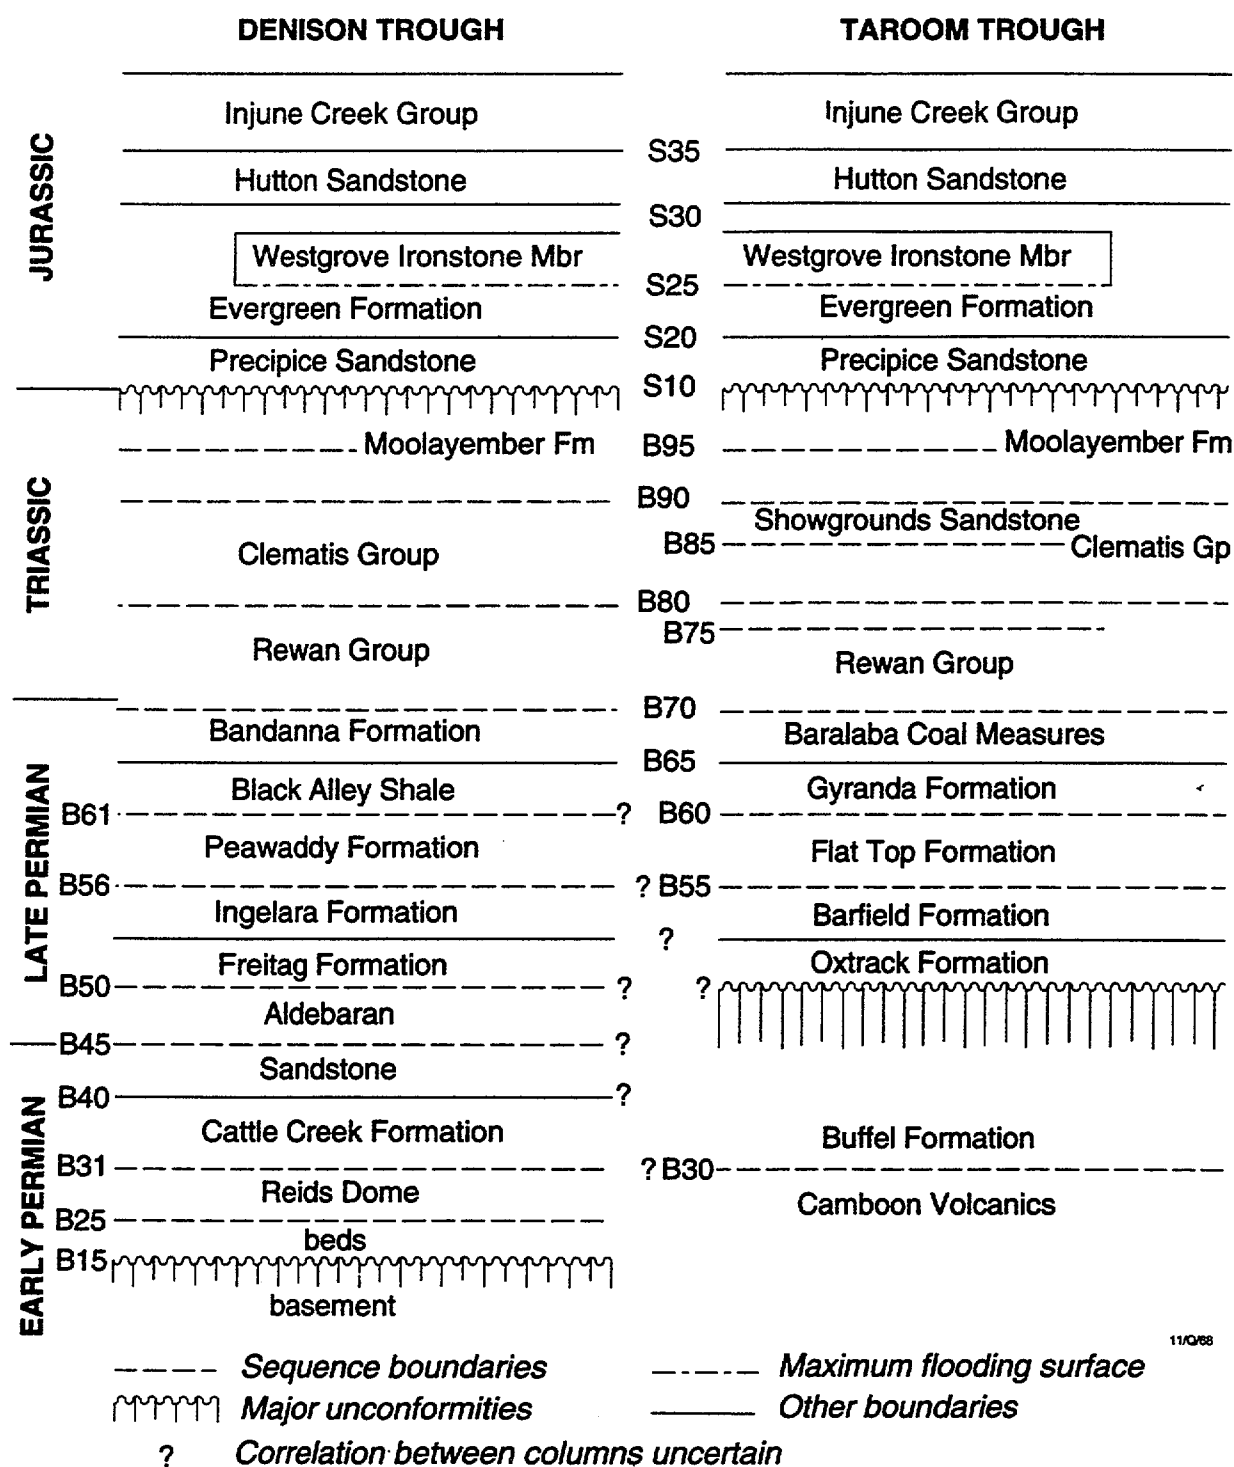 DENISON TROUGH TAROOM TROUGH
Injune Creek Group Injune Creek Group
JURASSIC
S35
Hutton Sandstone Hutton Sandstone
S30
Westgrove Ironstone Mbr Westgrove Ironstone Mbr
S25
Evergreen Formation Evergreen Formation
S20
Precipice Sandstone Precipice Sandstone
S10
Moolayember Fm B95 Moolayember Fm
TRIASSIC
B90
Showgrounds Sandstone
Clematis Group B85 Clematis Gp
B80
B75
Rewan Group Rewan Group
B70
Bandanna Formation Baralaba Coal Measures
B65
LATE PERMIAN
Black Alley Shale Gyranda Formation
B61 ? B60
Peawaddy Formation Flat Top Formation
B56 ? B55
Ingelara Formation Barfield Formation
?
Freitag Formation Oxtrack Formation
B50 ? ?
Aldebaran
B45 ?
Sandstone
B40 ?
EARLY PERMIAN
Cattle Creek Formation Buffel Formation
B31 ? B30
Reids Dome Camboon Volcanics
B25
beds
B15
basement
11/Q/68
Sequence boundaries Maximum flooding surface
Major unconformities Other boundaries
? Correlation between columns uncertain